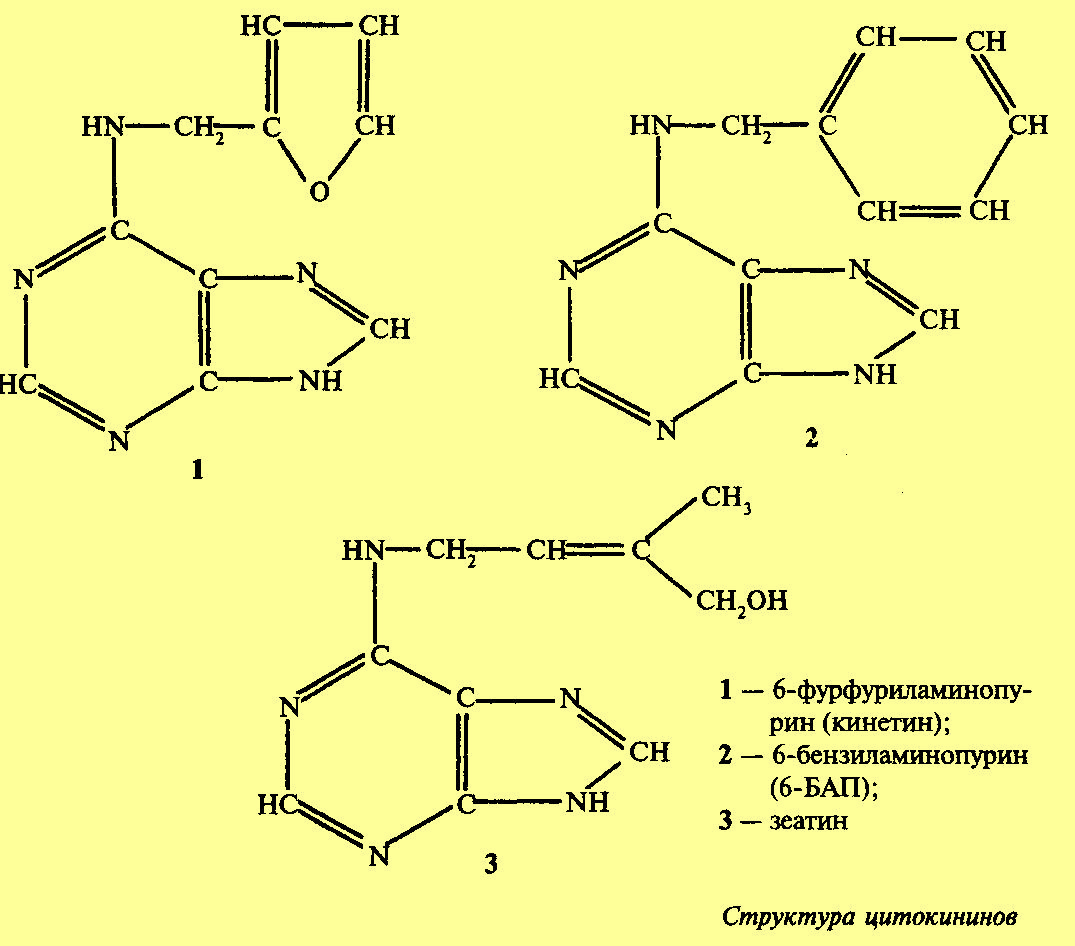 HC CH
HN—CH₂—C CH
O
C
N C N
CH
HC C NH
N
1
CH—CH
HN—CH₂—C CH
CH=CH
C
N C N
CH
HC C NH
N
2
CH₃
HN—CH₂—CH=C
CH₂OH
C
N C N
CH
HC C NH
N
3
1 — 6-фурфуриламинопу-
рин (кинетин);
2 — 6-бензиламинопурин
(6-БАП);
3 — зеатин
Структура цитокининов